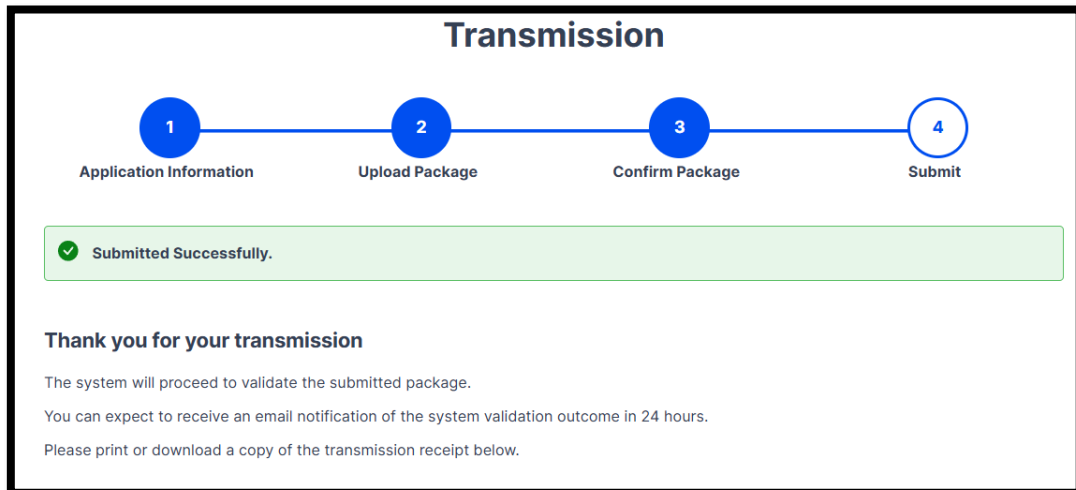 Transmission
1 2 3 4
Application Information Upload Package Confirm Package Submit
Submitted Successfully.
Thank you for your transmission
The system will proceed to validate the submitted package.
You can expect to receive an email notification of the system validation outcome in 24 hours.
Please print or download a copy of the transmission receipt below.